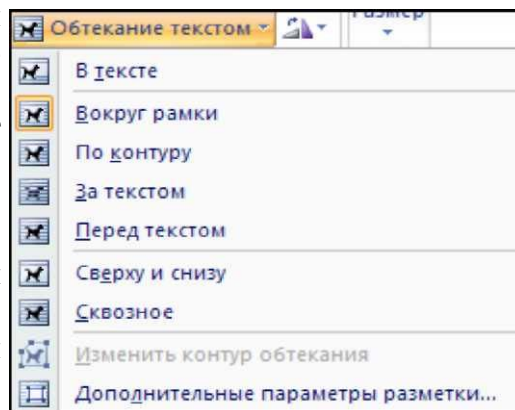 Обтекание текстом Размер
В тексте
Вокруг рамки
По контуру
За текстом
Перед текстом
Сверху и снизу
Сквозное
Изменить контур обтекания
Дополнительные параметры разметки...